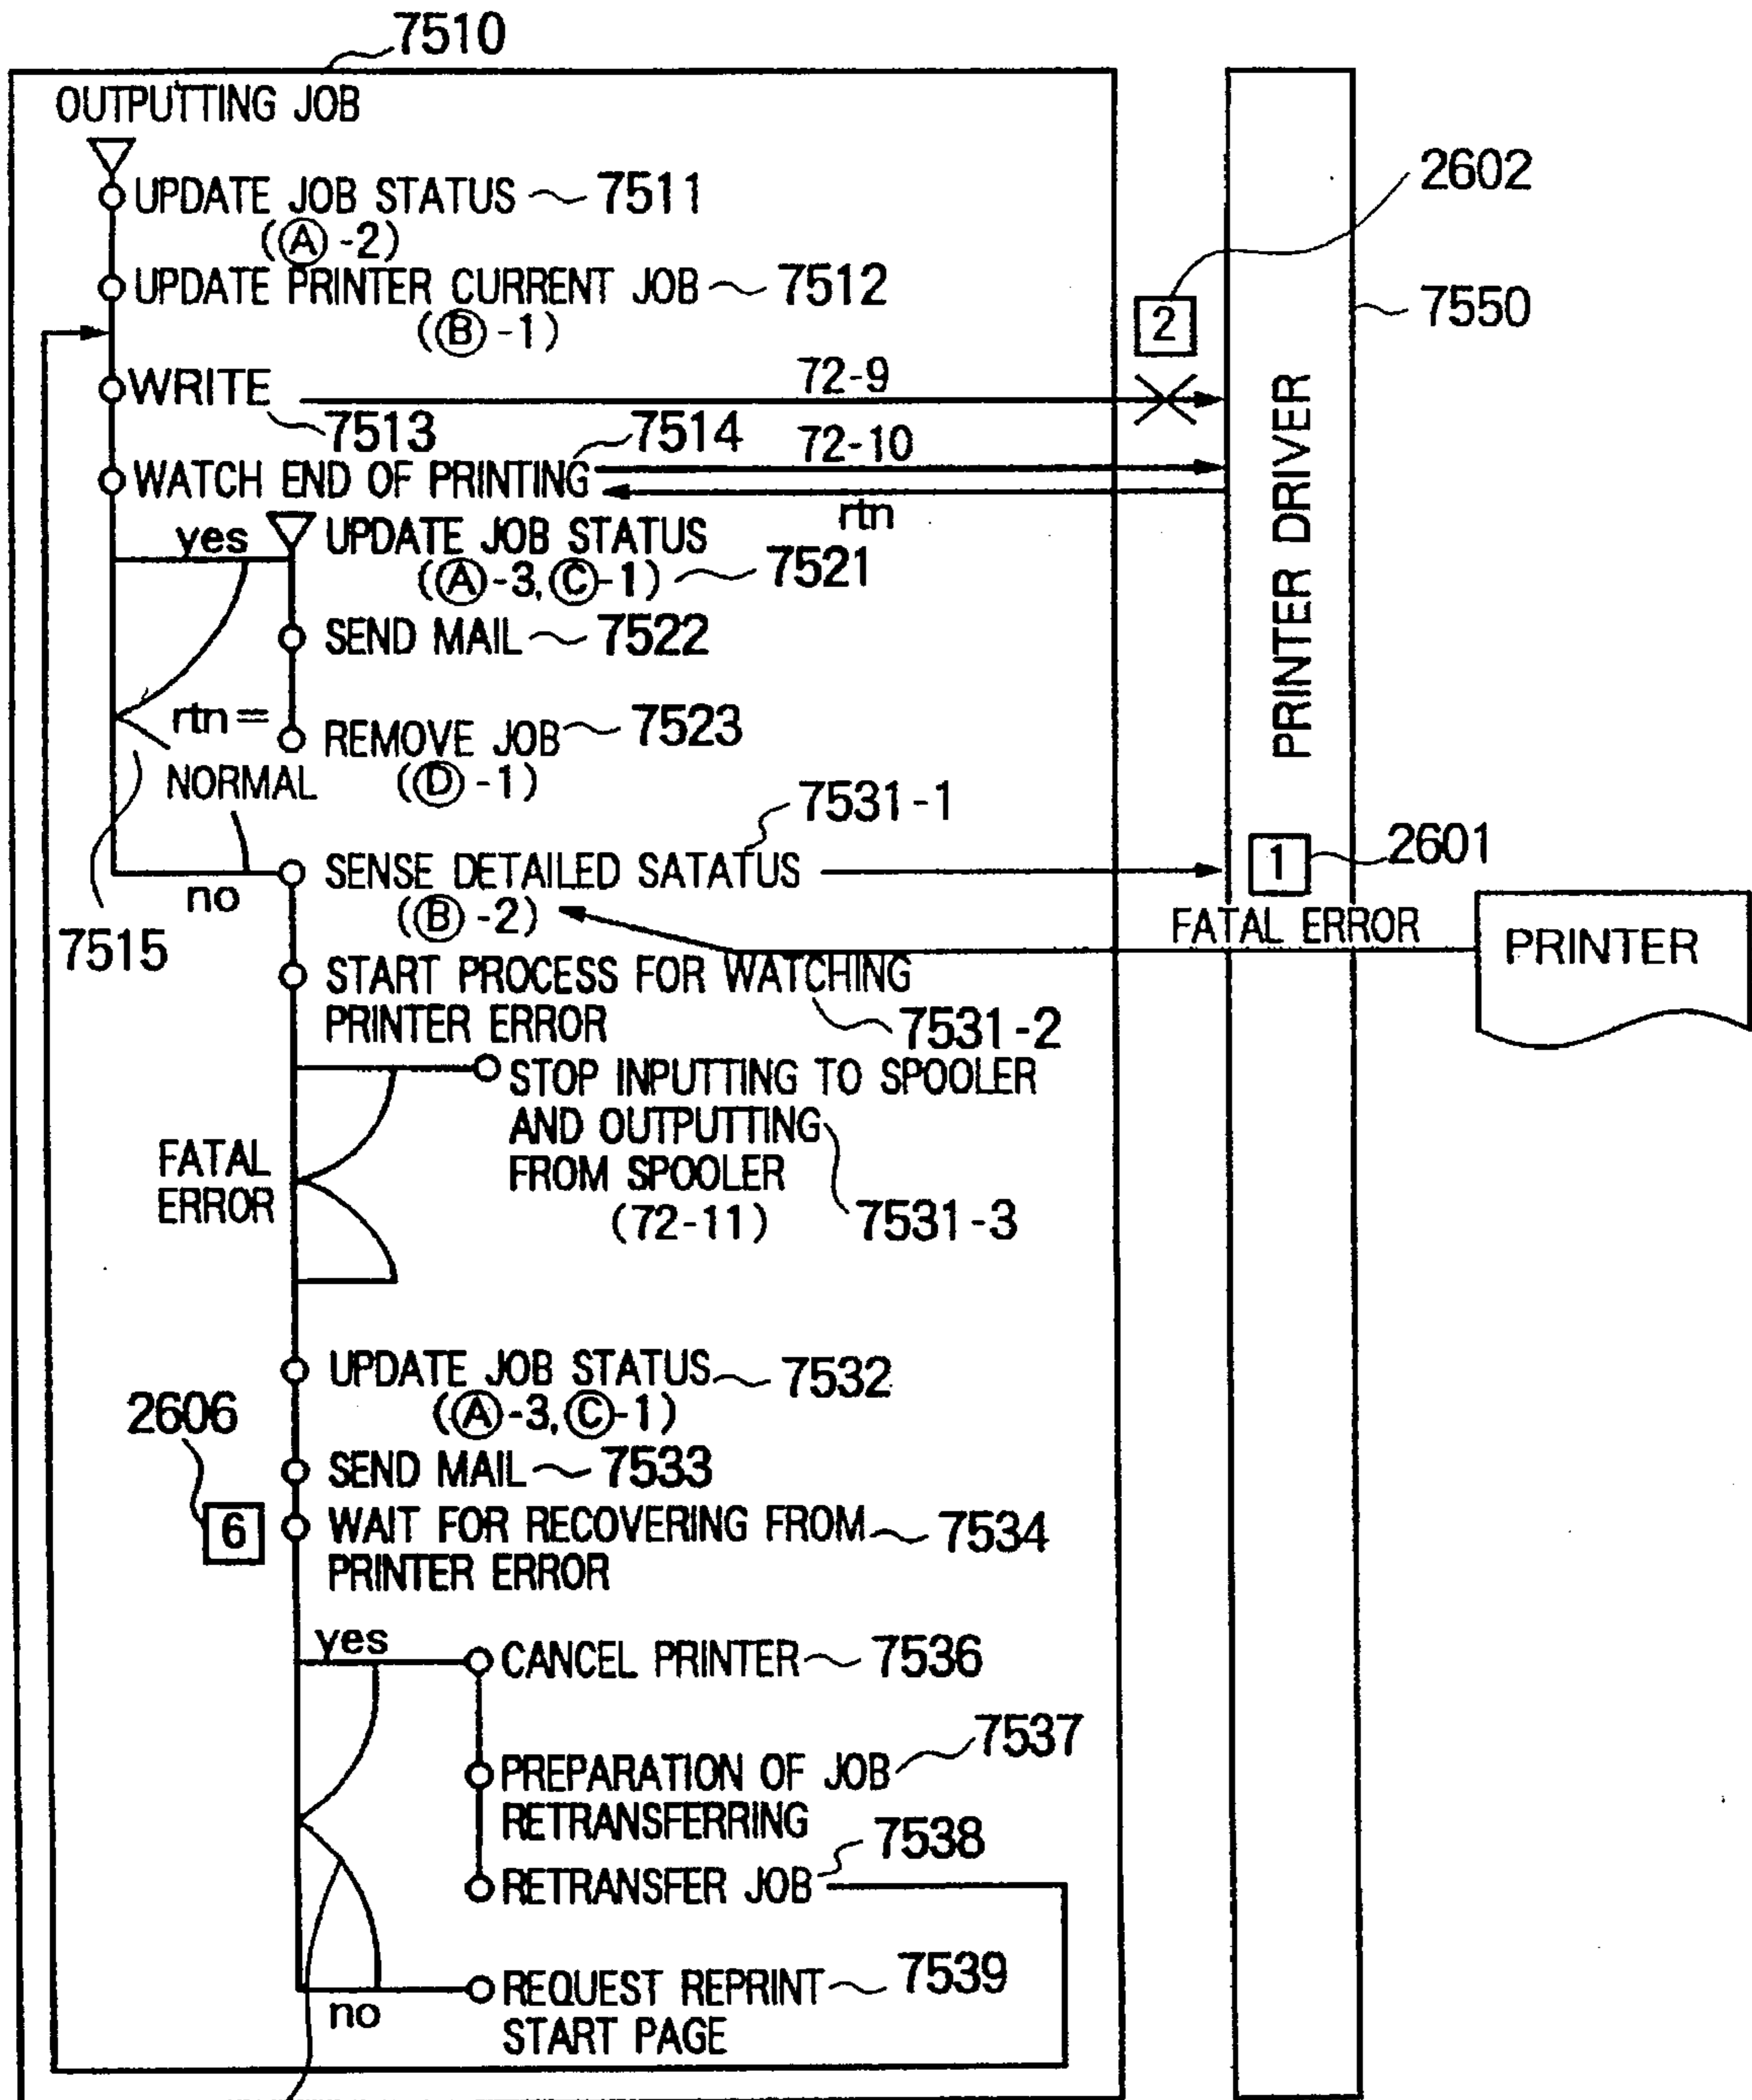 7510
OUTPUTTING JOB
UPDATE JOB STATUS 7511
(Ⓐ-2)
2602
UPDATE PRINTER CURRENT JOB 7512
(Ⓑ-1)
2
7550
WRITE
72-9
7513
7514
72-10
WATCH END OF PRINTING
rtn
PRINTER DRIVER
yes
UPDATE JOB STATUS
(Ⓐ-3, Ⓒ-1) 7521
SEND MAIL 7522
rtn=
NORMAL
REMOVE JOB 7523
(Ⓓ-1)
7531-1
no
SENSE DETAILED SATATUS
(Ⓑ-2)
1
2601
FATAL ERROR
PRINTER
7515
START PROCESS FOR WATCHING
PRINTER ERROR
7531-2
STOP INPUTTING TO SPOOLER
AND OUTPUTTING
FROM SPOOLER
(72-11)
7531-3
FATAL
ERROR
UPDATE JOB STATUS 7532
(Ⓐ-3, Ⓒ-1)
2606
SEND MAIL 7533
6
WAIT FOR RECOVERING FROM
PRINTER ERROR
7534
yes
CANCEL PRINTER 7536
7537
PREPARATION OF JOB
RETRANSFERRING
7538
RETRANSFER JOB
no
REQUEST REPRINT
START PAGE
7539